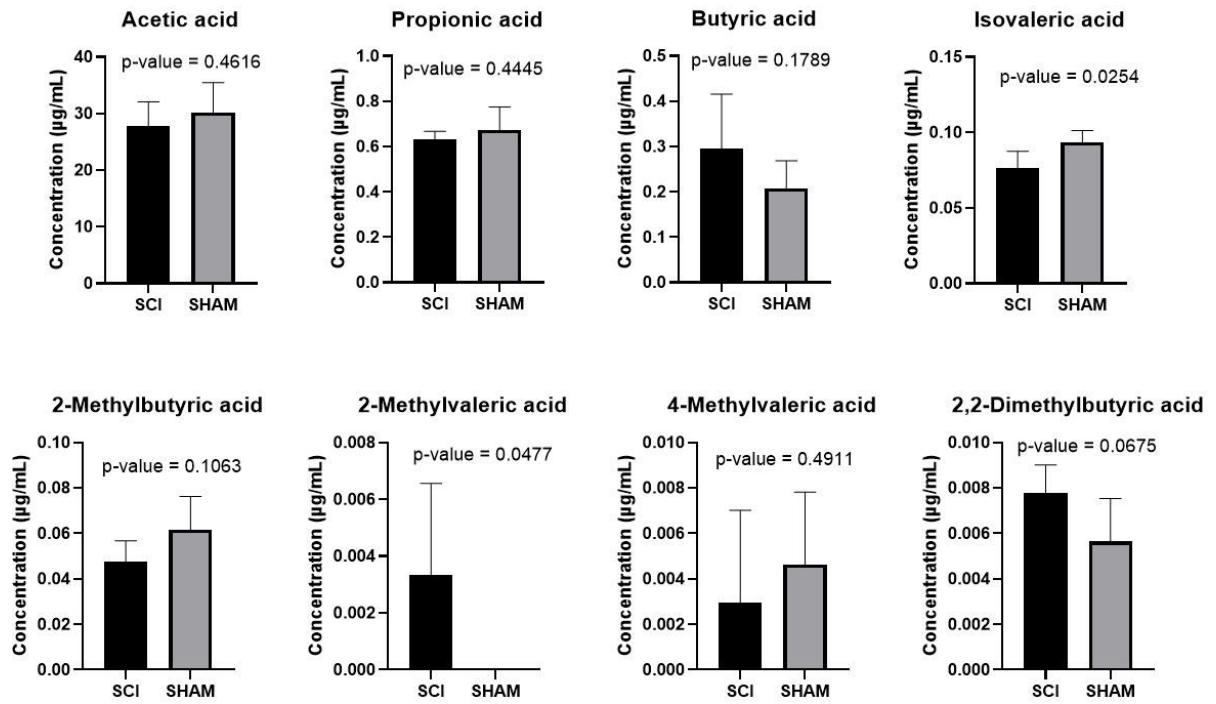 Acetic acid
p-value = 0.4616
Concentration (µg/mL)
40
30
20
10
0
SCI SHAM
Propionic acid
p-value = 0.4445
Concentration (µg/mL)
1.0
0.8
0.6
0.4
0.2
0.0
SCI SHAM
Butyric acid
p-value = 0.1789
Concentration (µg/mL)
0.5
0.4
0.3
0.2
0.1
0.0
SCI SHAM
Isovaleric acid
p-value = 0.0254
Concentration (µg/mL)
0.15
0.10
0.05
0.00
SCI SHAM
2-Methylbutyric acid
p-value = 0.1063
Concentration (µg/mL)
0.10
0.08
0.06
0.04
0.02
0.00
SCI SHAM
2-Methylvaleric acid
p-value = 0.0477
Concentration (µg/mL)
0.008
0.006
0.004
0.002
0.000
SCI SHAM
4-Methylvaleric acid
p-value = 0.4911
Concentration (µg/mL)
0.010
0.008
0.006
0.004
0.002
0.000
SCI SHAM
2,2-Dimethylbutyric acid
p-value = 0.0675
Concentration (µg/mL)
0.010
0.008
0.006
0.004
0.002
0.000
SCI SHAM